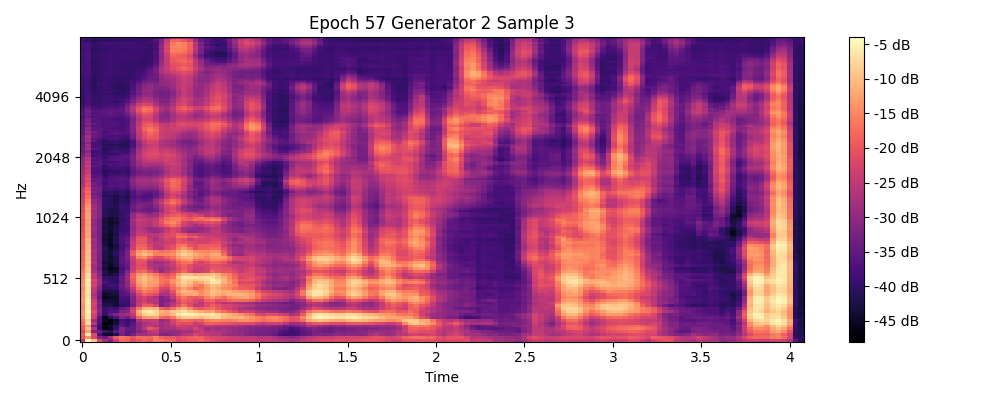 Epoch 57 Generator 2 Sample 3
Hz
4096
2048
1024
512
0
0 0.5 1 1.5 2 2.5 3 3.5 4
Time
-5 dB
-10 dB
-15 dB
-20 dB
-25 dB
-30 dB
-35 dB
-40 dB
-45 dB